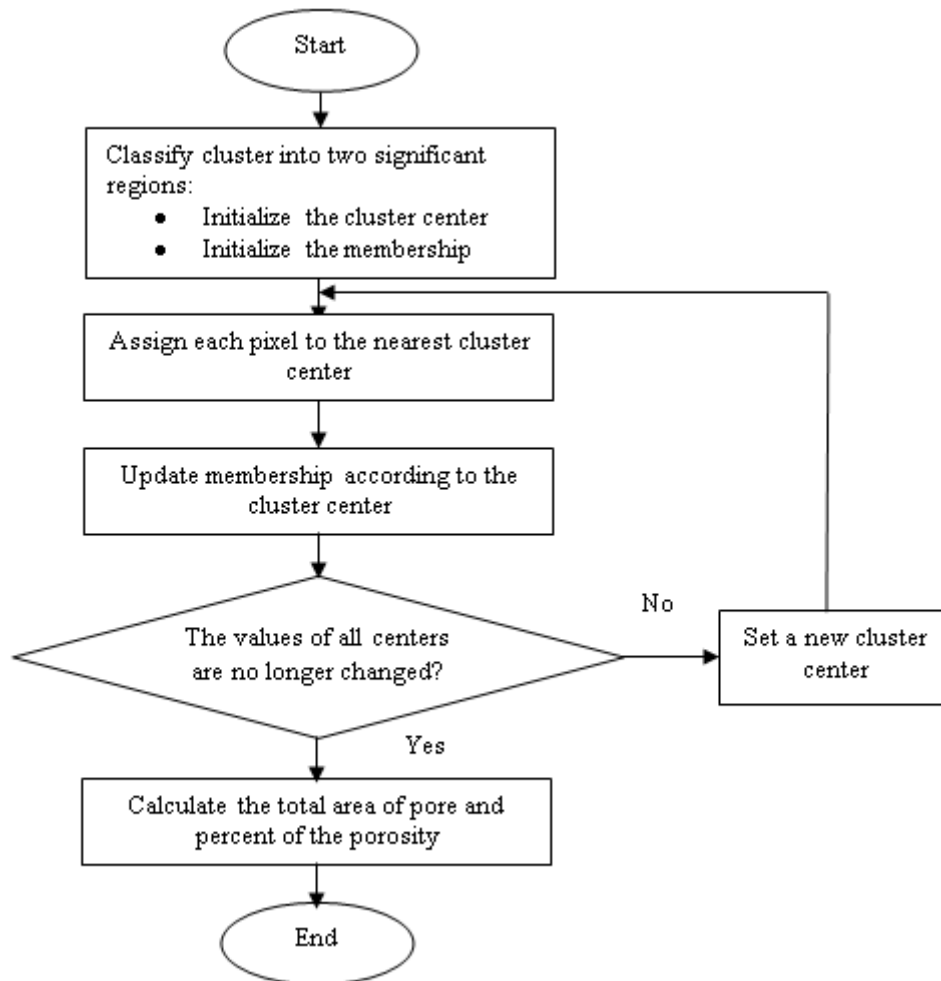 Start
Classify cluster into two significant
regions:
● Initialize the cluster center
● Initialize the membership
Assign each pixel to the nearest cluster
center
Update membership according to the
cluster center
The values of all centers
are no longer changed?
No
Set a new cluster
center
Yes
Calculate the total area of pore and
percent of the porosity
End